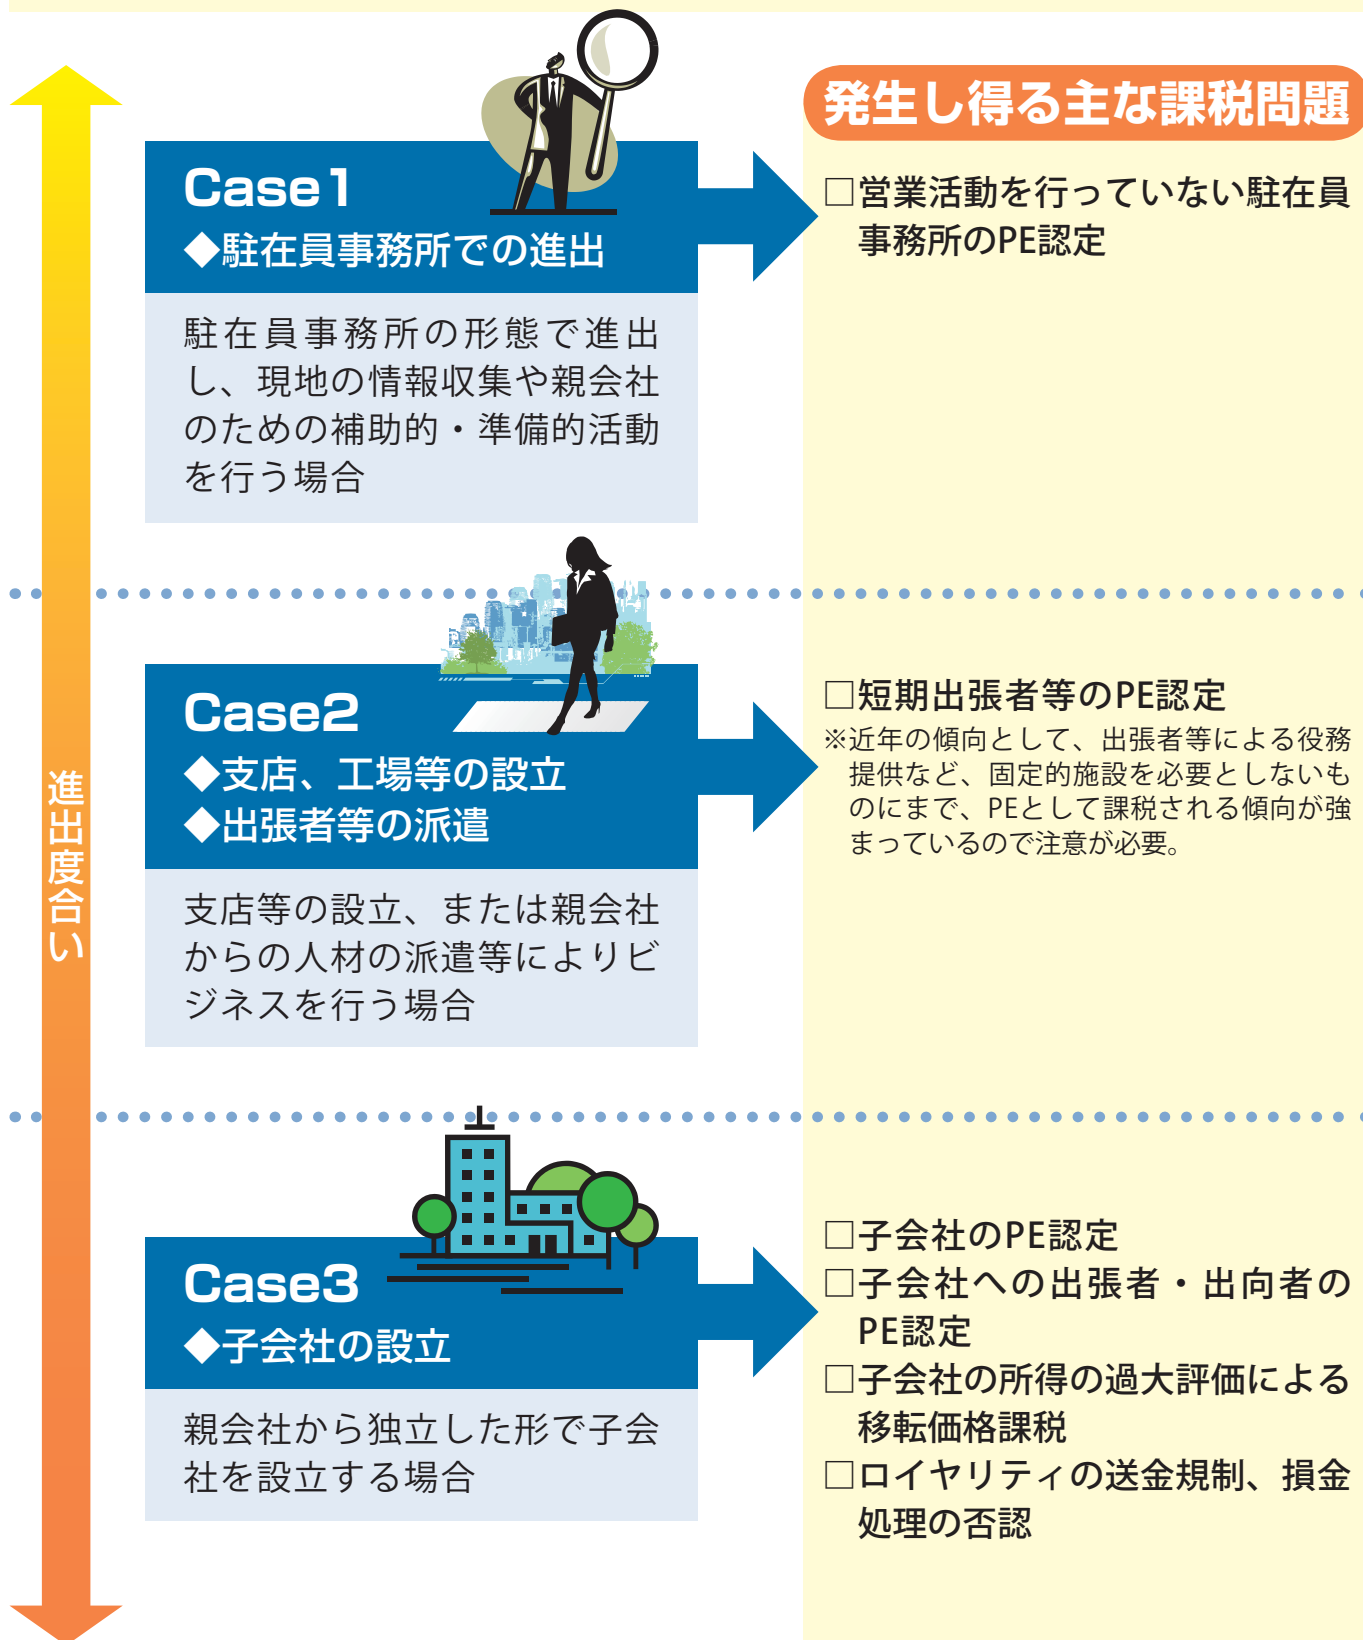 発生し得る主な課税問題
Case1
◆駐在員事務所での進出
駐在員事務所の形態で進出
し、現地の情報収集や親会社
のための補助的・準備的活動
を行う場合
□営業活動を行っていない駐在員
事務所のPE認定
進出度合い
Case2
◆支店、工場等の設立
◆出張者等の派遣
支店等の設立、または親会社
からの人材の派遣等によりビ
ジネスを行う場合
□短期出張者等のPE認定
※近年の傾向として、出張者等による役務
提供など、固定的施設を必要としないも
のにまで、PEとして課税される傾向が強
まっているので注意が必要。
Case3
◆子会社の設立
親会社から独立した形で子会
社を設立する場合
□子会社のPE認定
□子会社への出張者・出向者の
PE認定
□子会社の所得の過大評価による
移転価格課税
□ロイヤリティの送金規制、損金
処理の否認